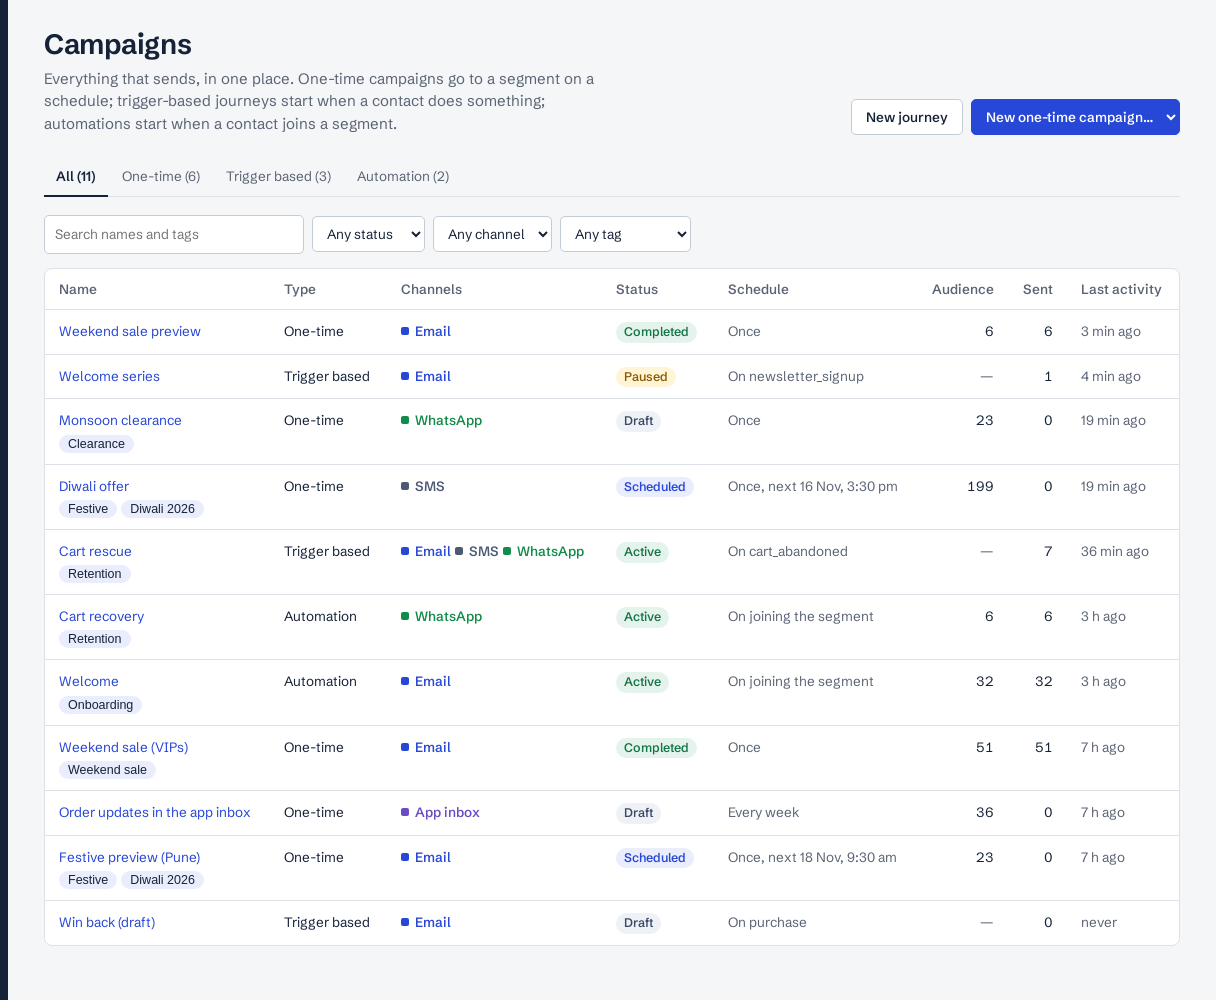 Campaigns
Everything that sends, in one place. One-time campaigns go to a segment on a
schedule; trigger-based journeys start when a contact does something;
automations start when a contact joins a segment.
New journey
New one-time campaign...
All (11) One-time (6) Trigger based (3) Automation (2)
Search names and tags
Any status
Any channel
Any tag
Name Type Channels Status Schedule Audience Sent Last activity
Weekend sale preview One-time Email Completed Once 6 6 3 min ago
Welcome series Trigger based Email Paused On newsletter_signup — 1 4 min ago
Monsoon clearance One-time WhatsApp Draft Once 23 0 19 min ago
Clearance
Diwali offer One-time SMS Scheduled Once, next 16 Nov, 3:30 pm 199 0 19 min ago
Festive Diwali 2026
Cart rescue Trigger based Email SMS WhatsApp Active On cart_abandoned — 7 36 min ago
Retention
Cart recovery Automation WhatsApp Active On joining the segment 6 6 3 h ago
Retention
Welcome Automation Email Active On joining the segment 32 32 3 h ago
Onboarding
Weekend sale (VIPs) One-time Email Completed Once 51 51 7 h ago
Weekend sale
Order updates in the app inbox One-time App inbox Draft Every week 36 0 7 h ago
Festive preview (Pune) One-time Email Scheduled Once, next 18 Nov, 9:30 am 23 0 7 h ago
Festive Diwali 2026
Win back (draft) Trigger based Email Draft On purchase — 0 never